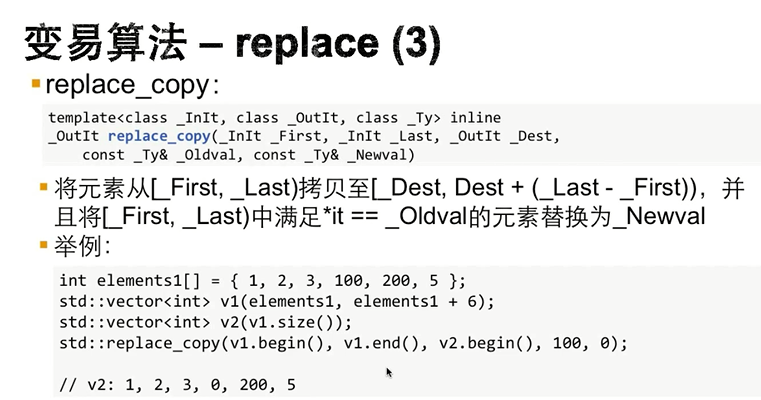 变易算法 – replace (3)
replace_copy：
template<class _InIt, class _OutIt, class _Ty> inline
_OutIt replace_copy(_InIt _First, _InIt _Last, _OutIt _Dest,
const _Ty& _Oldval, const _Ty& _Newval)
将元素从[_First, _Last)拷贝至[_Dest, Dest + (_Last - _First))，并
且将[_First, _Last)中满足*it == _Oldval的元素替换为_Newval
举例：
int elements1[] = { 1, 2, 3, 100, 200, 5 };
std::vector<int> v1(elements1, elements1 + 6);
std::vector<int> v2(v1.size());
std::replace_copy(v1.begin(), v1.end(), v2.begin(), 100, 0);
// v2: 1, 2, 3, 0, 200, 5